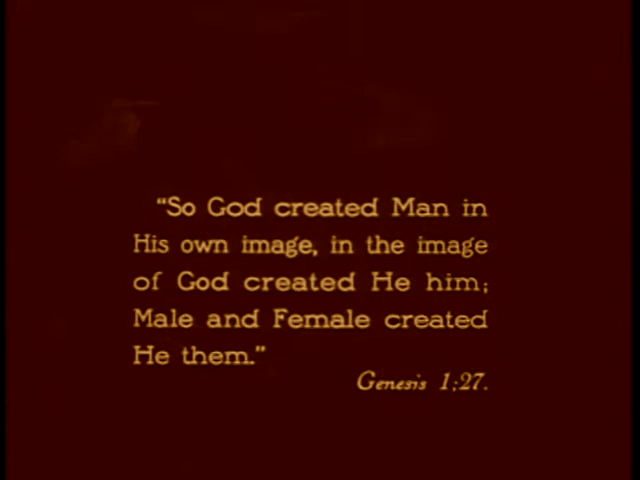 “So God created Man in
His own image, in the image
of God created He him;
Male and Female created
He them.”
Genesis 1:27.